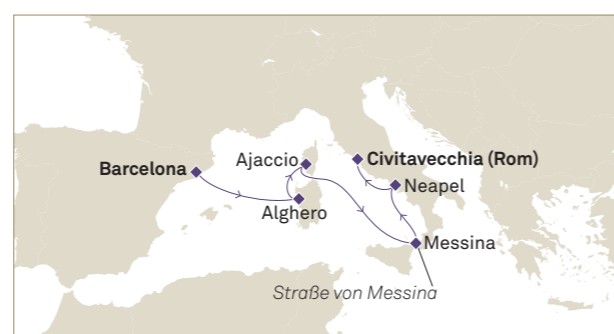 Barcelona
Ajaccio
Civitavecchia (Rom)
Neapel
Alghero
Messina
Straße von Messina